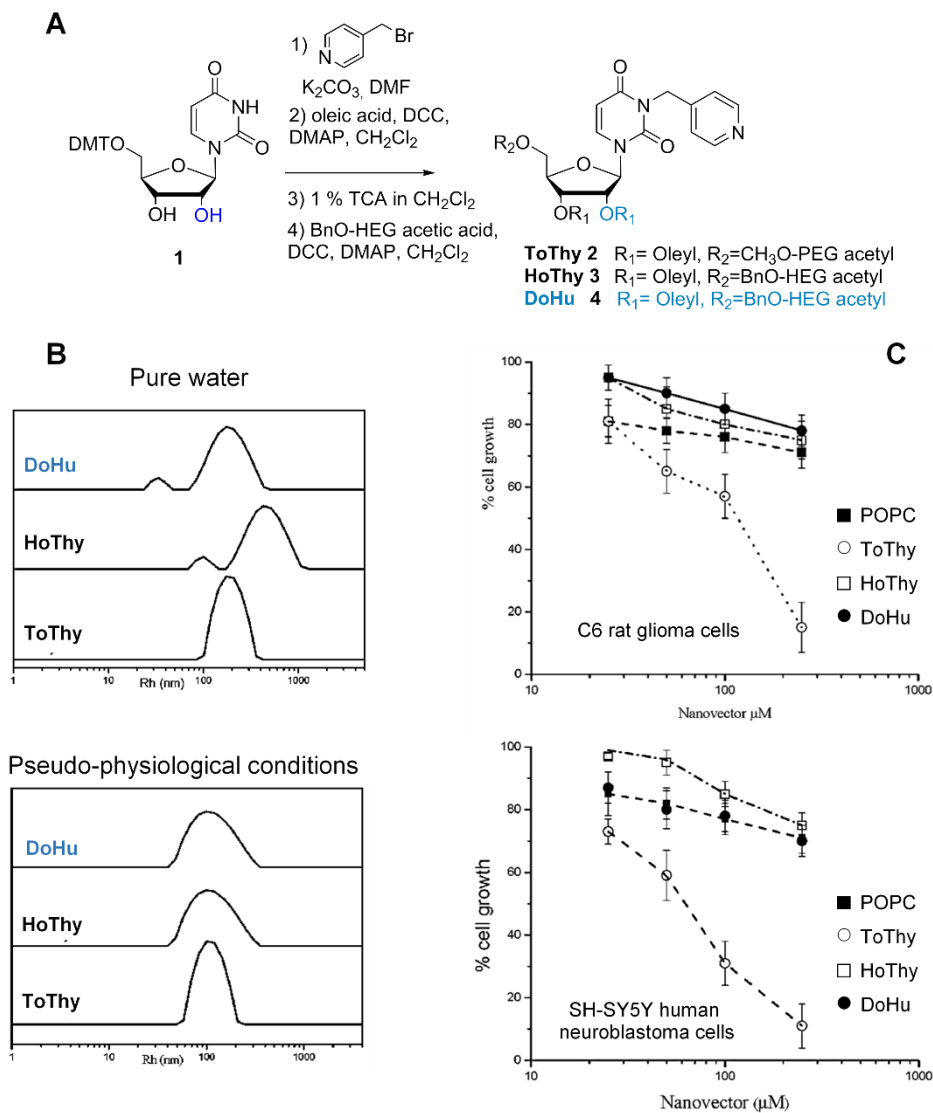 A
1)
Br
N
K2CO3, DMF
2) oleic acid, DCC,
DMAP, CH2Cl2
3) 1 % TCA in CH2Cl2
4) BnO-HEG acetic acid,
DCC, DMAP, CH2Cl2
O
NH
N
O
DMTO
O
OH
OH
1
O
N
N
N
O
R2O
O
OR1
OR1
ToThy 2 R1= Oleyl, R2=CH3O-PEG acetyl
HoThy 3 R1= Oleyl, R2=BnO-HEG acetyl
DoHu 4 R1= Oleyl, R2=BnO-HEG acetyl
B
Pure water
DoHu
HoThy
ToThy
1 10 100 1000
Rh (nm)
Pseudo-physiological conditions
DoHu
HoThy
ToThy
1 10 100 1000
Rh (nm)
C
100
80
60
40
20
0
% cell growth
POPC
ToThy
HoThy
DoHu
C6 rat glioma cells
10 100 1000
Nanovector µM
100
80
60
40
20
0
% cell growth
POPC
ToThy
HoThy
DoHu
SH-SY5Y human
neuroblastoma cells
10 100 1000
Nanovector (µM)